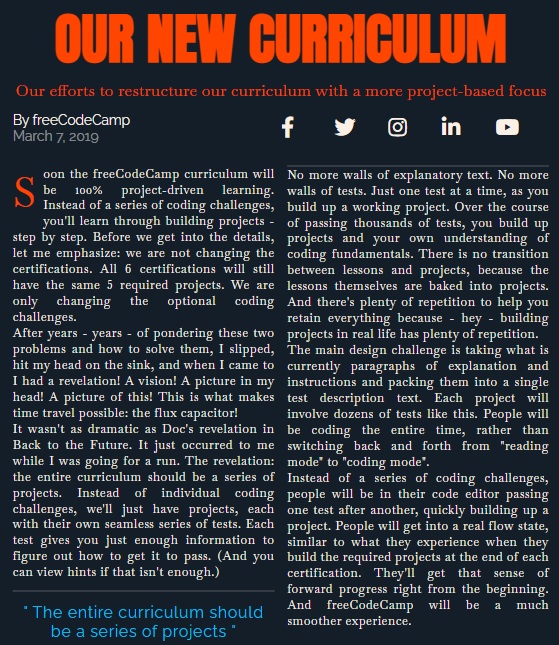 OUR NEW CURRICULUM
Our efforts to restructure our curriculum with a more project-based focus
By freeCodeCamp
March 7, 2019
Soon the freeCodeCamp curriculum will
be 100% project-driven learning.
Instead of a series of coding challenges,
you'll learn through building projects -
step by step. Before we get into the details,
let me emphasize: we are not changing the
certifications. All 6 certifications will still
have the same 5 required projects. We are
only changing the optional coding
challenges.
After years - years - of pondering these two
problems and how to solve them, I slipped,
hit my head on the sink, and when I came to
I had a revelation! A vision! A picture in my
head! A picture of this! This is what makes
time travel possible: the flux capacitor!
It wasn't as dramatic as Doc's revelation in
Back to the Future. It just occurred to me
while I was going for a run. The revelation:
the entire curriculum should be a series of
projects. Instead of individual coding
challenges, we'll just have projects, each
with their own seamless series of tests. Each
test gives you just enough information to
figure out how to get it to pass. (And you
can view hints if that isn't enough.)
" The entire curriculum should
be a series of projects "
No more walls of explanatory text. No more
walls of tests. Just one test at a time, as you
build up a working project. Over the course
of passing thousands of tests, you build up
projects and your own understanding of
coding fundamentals. There is no transition
between lessons and projects, because the
lessons themselves are baked into projects.
And there's plenty of repetition to help you
retain everything because - hey - building
projects in real life has plenty of repetition.
The main design challenge is taking what is
currently paragraphs of explanation and
instructions and packing them into a single
test description text. Each project will
involve dozens of tests like this. People will
be coding the entire time, rather than
switching back and forth from "reading
mode" to "coding mode".
Instead of a series of coding challenges,
people will be in their code editor passing
one test after another, quickly building up a
project. People will get into a real flow state,
similar to what they experience when they
build the required projects at the end of each
certification. They'll get that sense of
forward progress right from the beginning.
And freeCodeCamp will be a much
smoother experience.